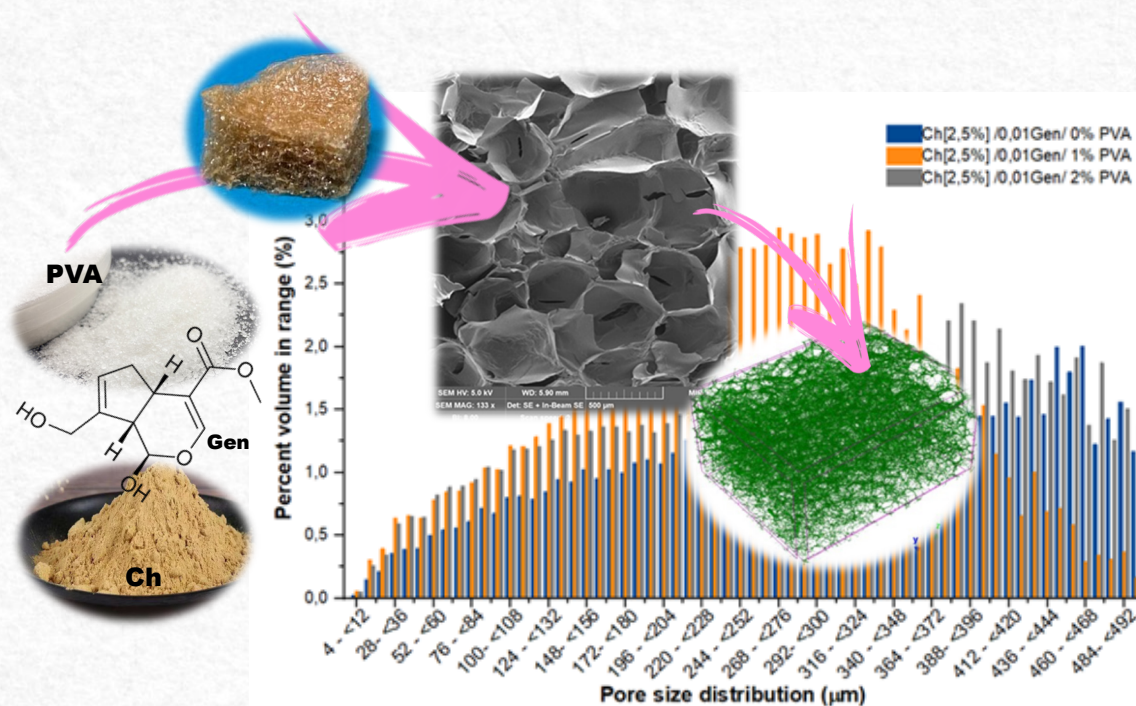 PVA
O
O
H
H
HO
O
OH
Gen
Ch
Ch[2,5%] /0,01Gen/ 0% PVA
Ch[2,5%] /0,01Gen/ 1% PVA
Ch[2,5%] /0,01Gen/ 2% PVA
SEM HV: 5.0 kV WD: 5.90 mm
SEM MAG: 133 x Det: SE + In-Beam SE 500 µm
Percent volume in range (%)
3,0
2,5
2,0
1,5
1,0
0,5
0,0
y
4 - <12
28- <36
52 - <60
76 - <84
100- <108
124 - <132
148- <156
172- <180
196 - <204
220 - <228
244 - <252
268 - <276
292- <300
316 - <324
340 - <348
364 - <372
388- <396
412 - <420
436 - <444
460 - <468
484- <492
Pore size distribution (µm)